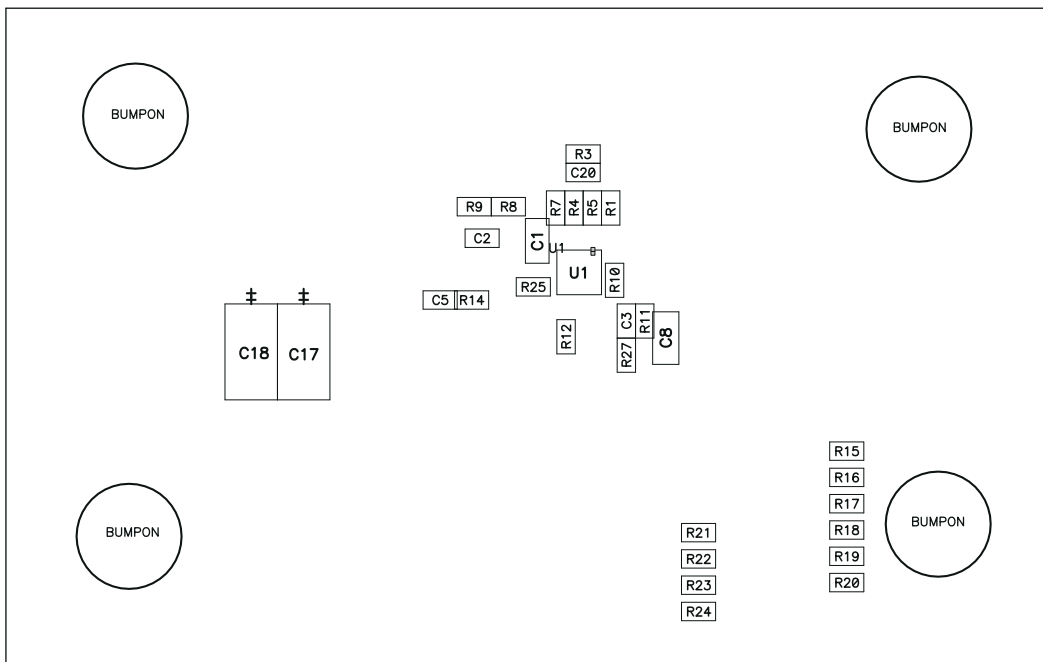 BUMPON
BUMPON
R3
C20
R9 R8 R7 R4 R5 R1
C2 C1 U1
U1
R25 R10
C5 R14
C3 R11
R12 C8
R27
C18 C17
R15
R16
R17
R18
R19
R20
BUMPON
BUMPON
R21
R22
R23
R24